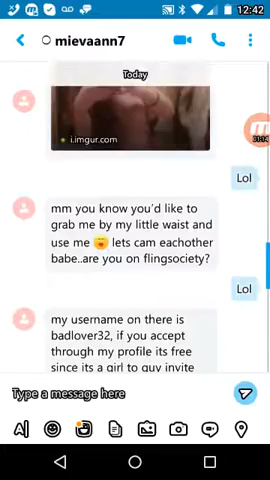 12:42
mievaann7
Today
i.imgur.com
01:14
Lol
mm you know you'd like to
grab me by my little waist and
use me lets cam eachother
babe..are you on flingsociety?
Lol
my username on there is
badlover32, if you accept
through my profile its free
since its a girl to guy invite
Type a message here
A